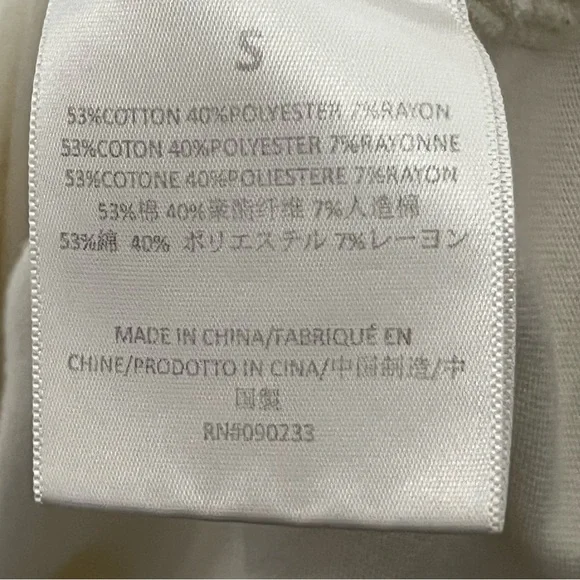 S
53%COTTON 40%POLYESTER 7%RAYON
53%COTON 40%POLYESTER 7%RAYONNE
53%COTONE 40%POLIESTERE 7%RAYON
53%棉 40%聚酯纤维 7%人造棉
53%綿 40% ポリエステル 7%レーヨン
MADE IN CHINA/FABRIQUÉ EN
CHINE/PRODOTTO IN CINA/中国制造/中
国製
RN#090233